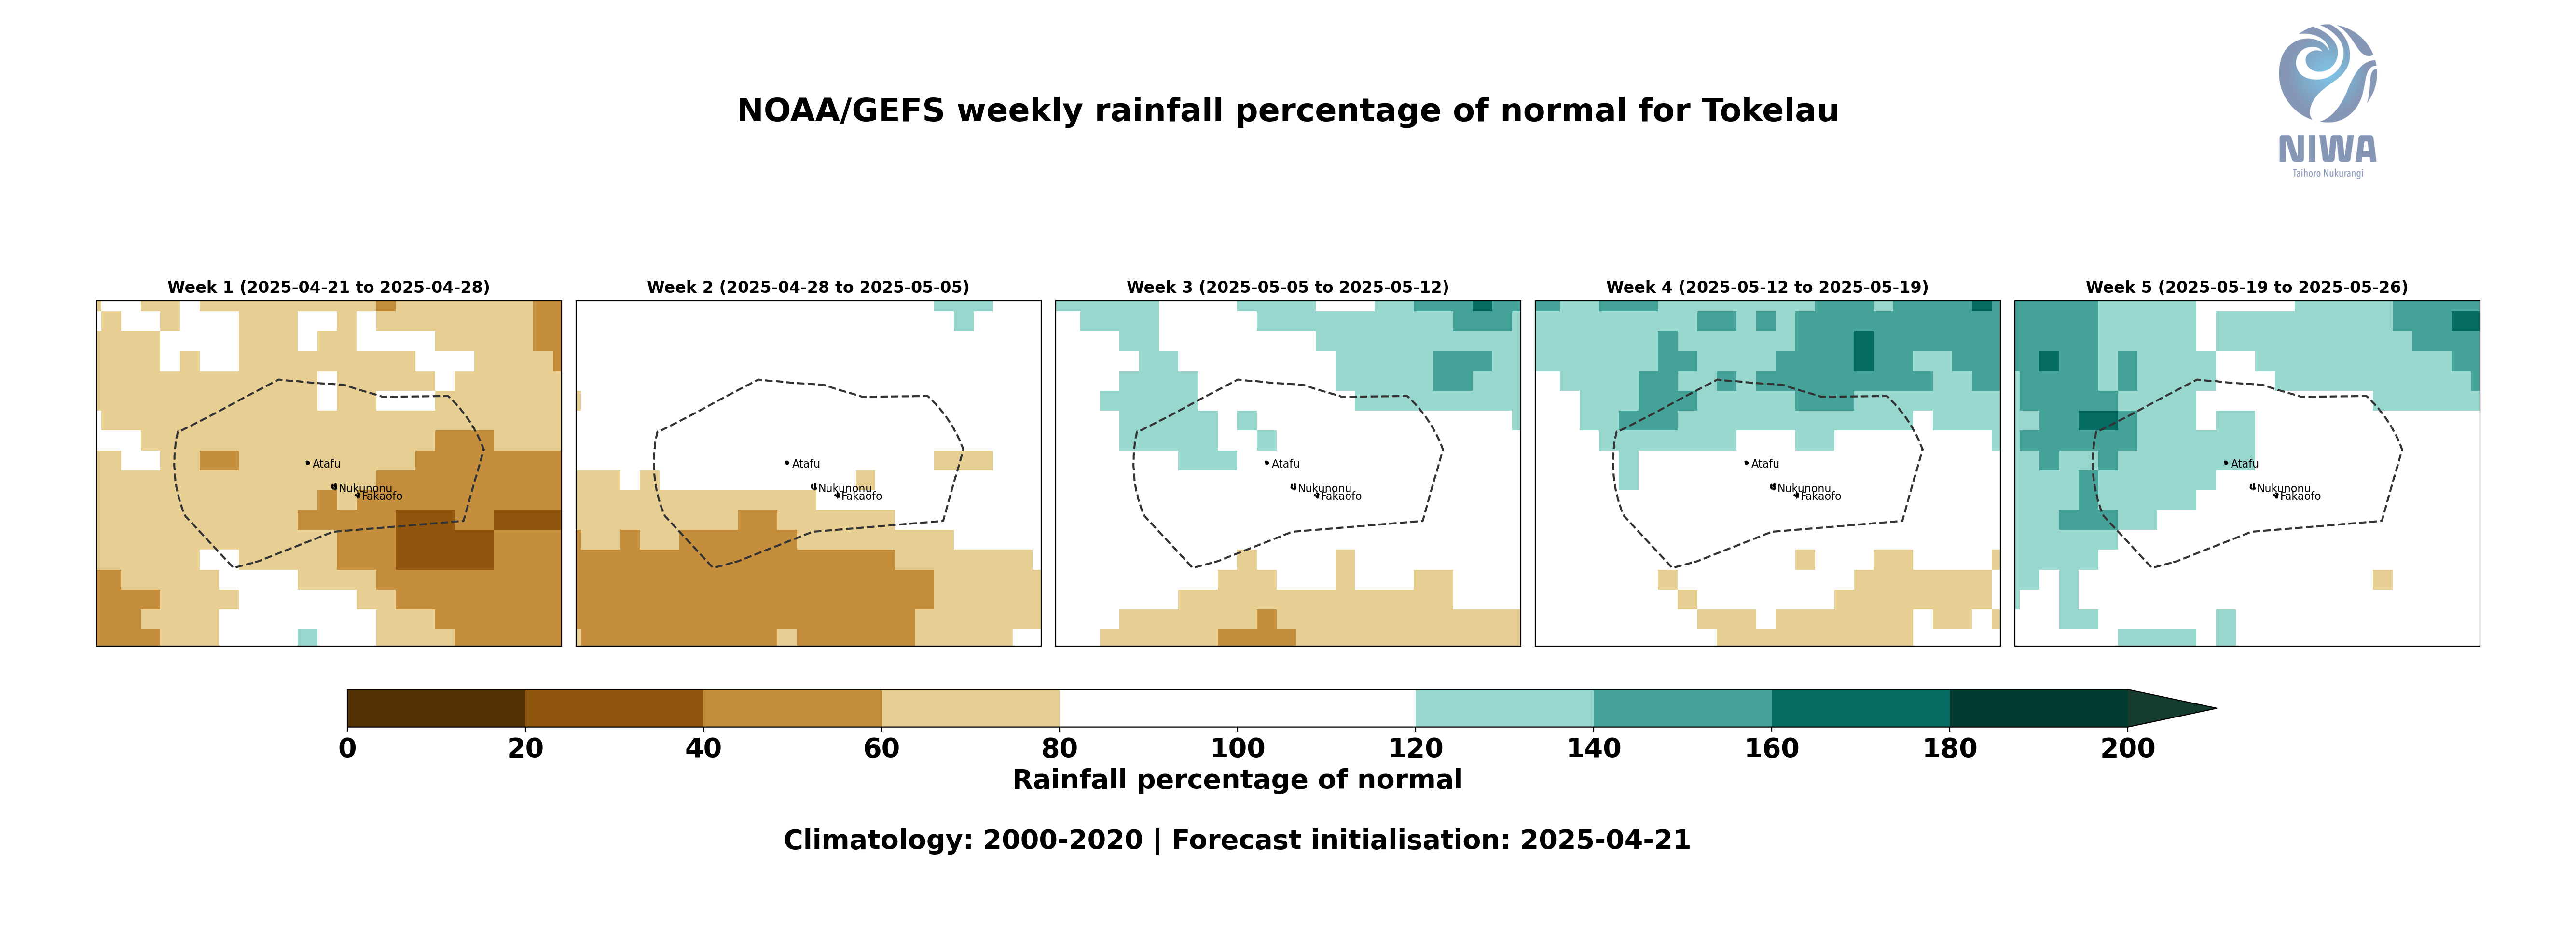 NOAA/GEFS weekly rainfall percentage of normal for Tokelau
NIWA
Taihoro Nukurangi
Week 1 (2025-04-21 to 2025-04-28)
Week 2 (2025-04-28 to 2025-05-05)
Week 3 (2025-05-05 to 2025-05-12)
Week 4 (2025-05-12 to 2025-05-19)
Week 5 (2025-05-19 to 2025-05-26)
Atafu
Nukunonu
Fakaofo
Atafu
Nukunonu
Fakaofo
Atafu
Nukunonu
Fakaofo
Atafu
Nukunonu
Fakaofo
Atafu
Nukunonu
Fakaofo
0 20 40 60 80 100 120 140 160 180 200
Rainfall percentage of normal
Climatology: 2000-2020 | Forecast initialisation: 2025-04-21